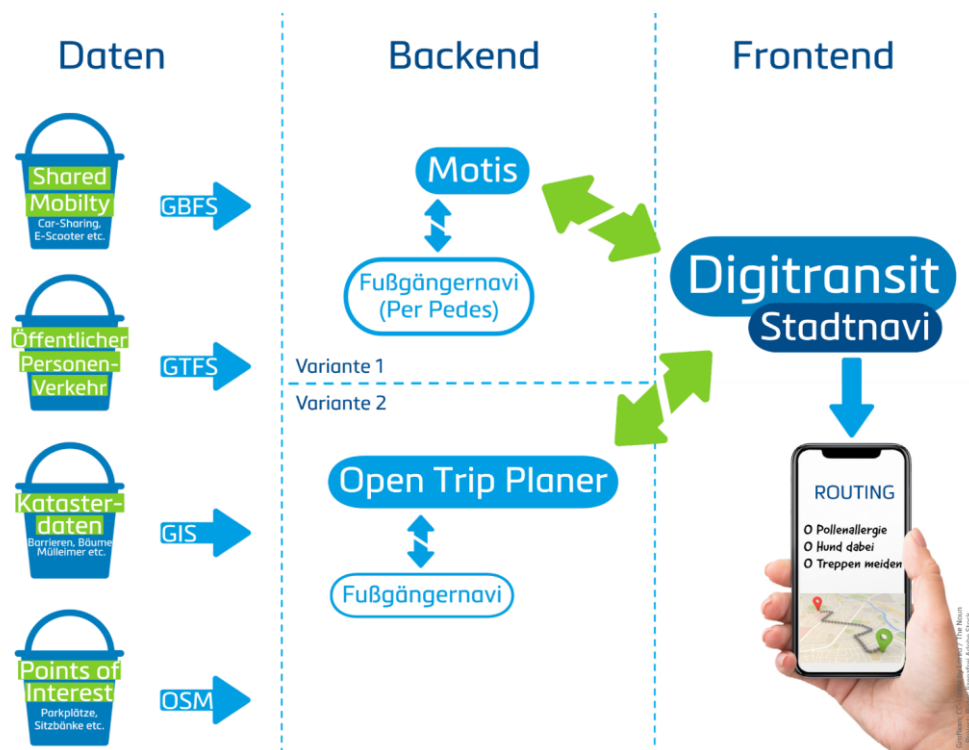 Daten
Backend
Frontend
Shared
Mobilty
Car-Sharing,
E-Scooter etc.
GBFS
Öffentlicher
Personen-
Verkehr
GTFS
Kataster-
daten
Barrieren, Bäume
Mülleimer etc.
GIS
Points of
Interest
Parkplätze,
Sitzbänke etc.
OSM
Motis
Fußgängernavi
(Per Pedes)
Variante 1
Variante 2
Open Trip Planer
Fußgängernavi
Digitransit
Stadtnavi
ROUTING
O Pollenallergie
O Hund dabei
O Treppen meiden